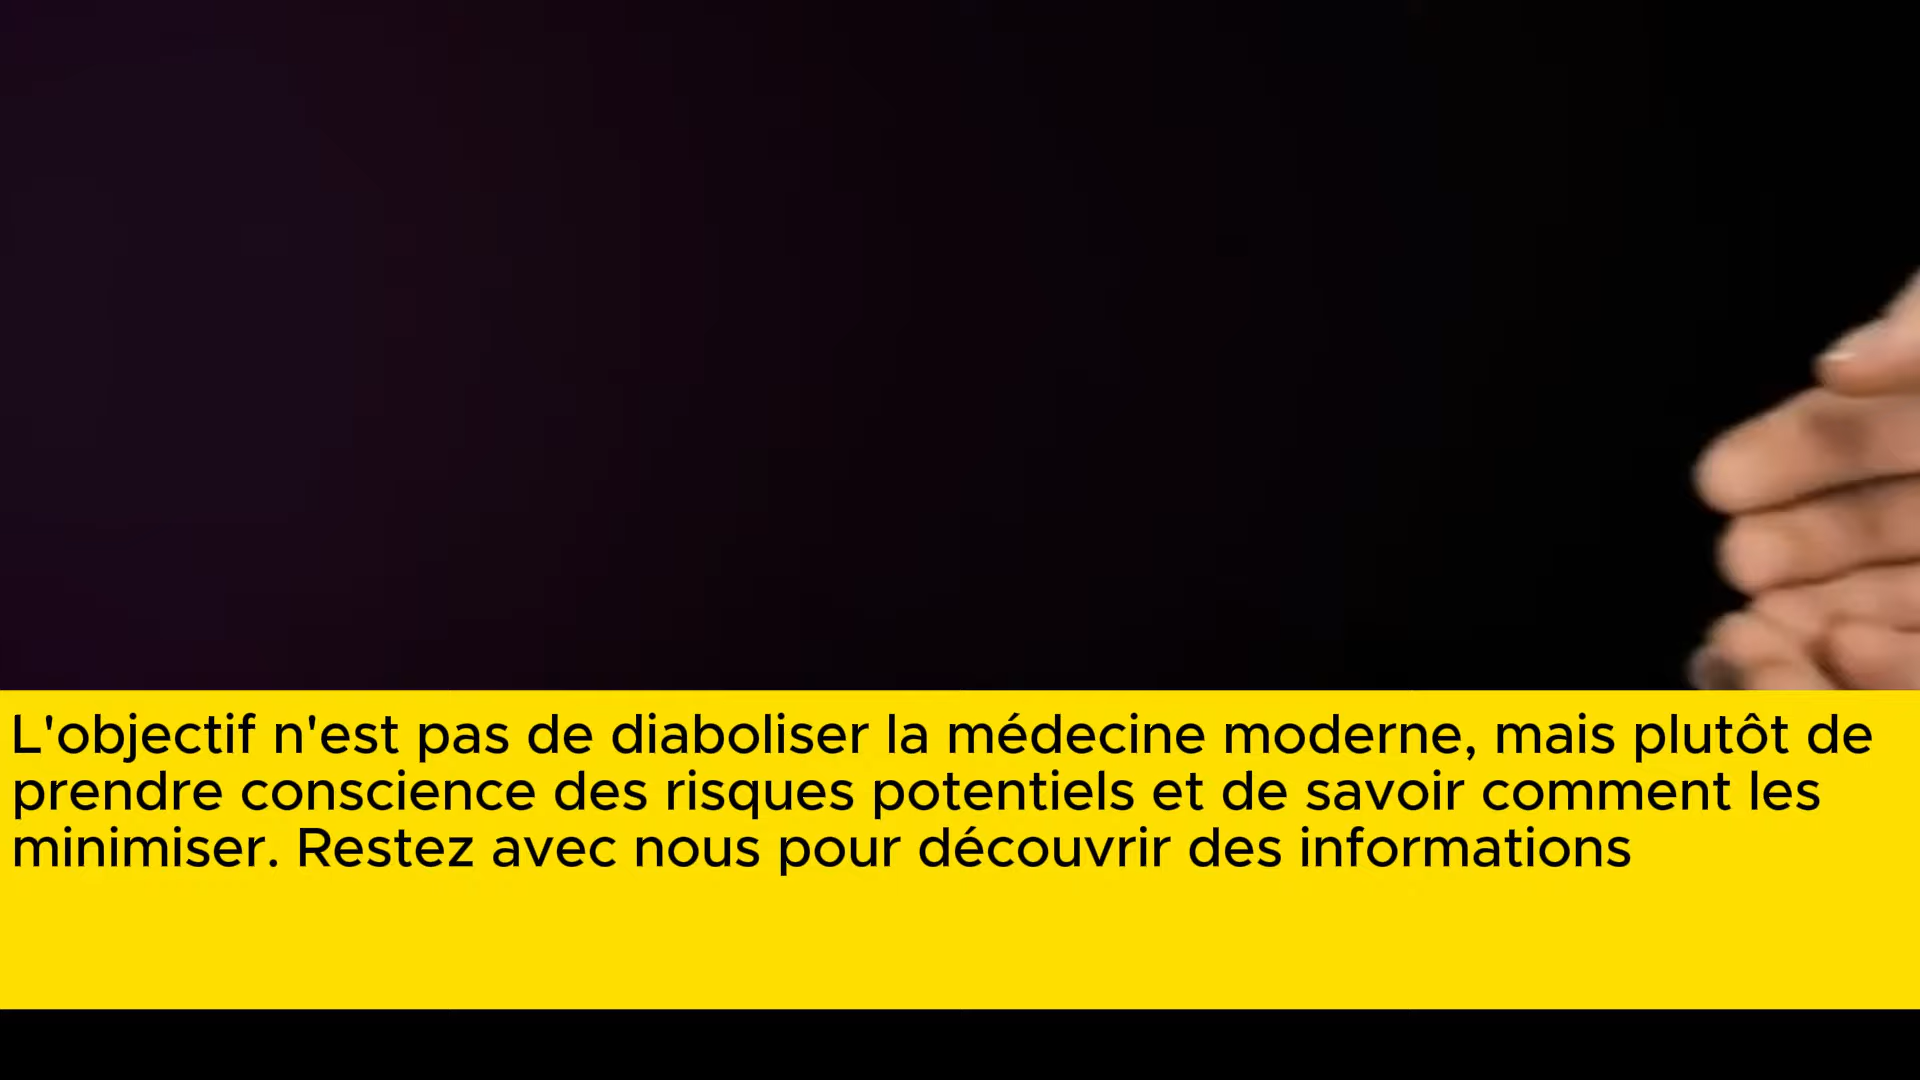 L'objectif n'est pas de diaboliser la médecine moderne, mais plutôt de
prendre conscience des risques potentiels et de savoir comment les
minimiser. Restez avec nous pour découvrir des informations